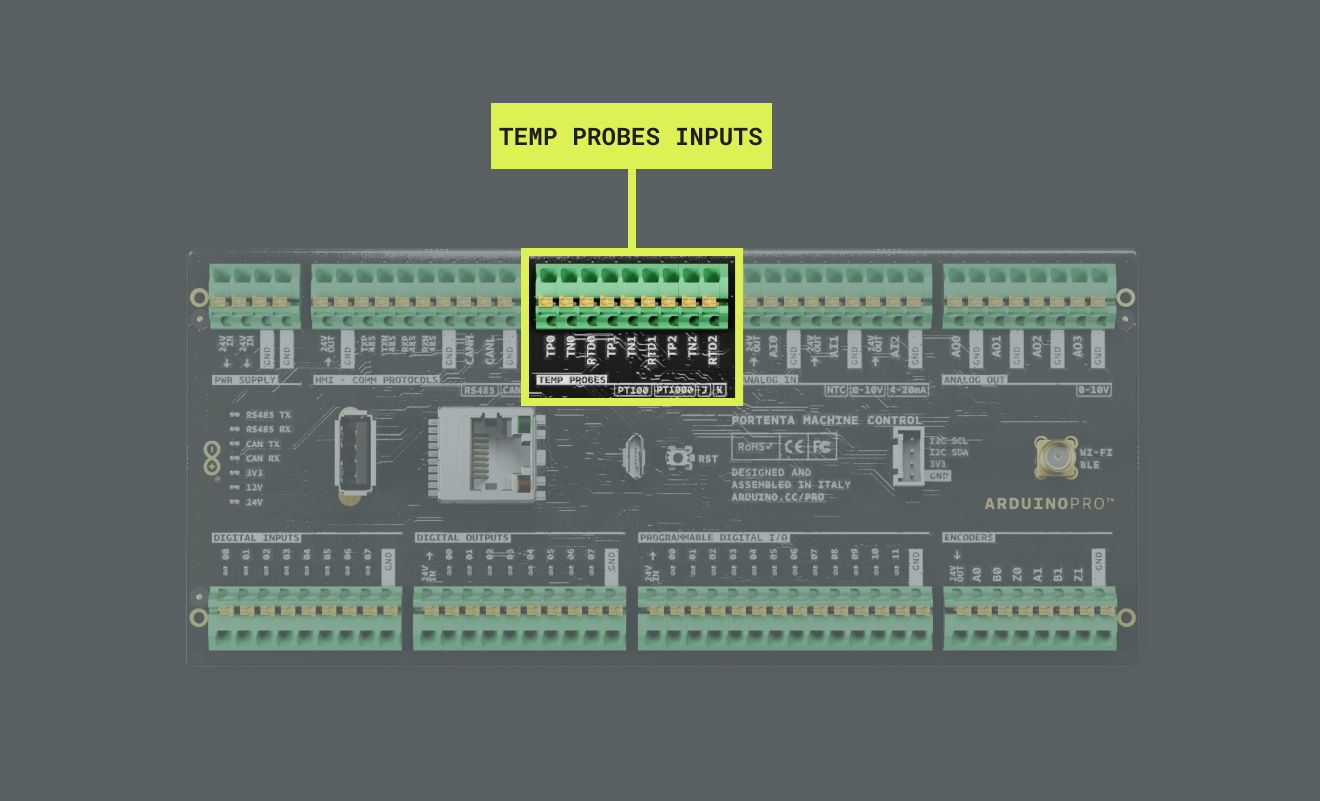 TEMP PROBES INPUTS
24V IN
24V IN
GND
GND
24V OUT
GND
TXP 485
TXN 485
RXP 485
RXN 485
GND
CANH
CANL
GND
TP0
TN0
RTD0
TP1
TN1
RTD1
TP2
TN2
RTD2
24V OUT
AI0
GND
24V OUT
AI1
GND
24V OUT
AI2
GND
AO0
GND
AO1
GND
AO2
GND
AO3
GND
PWR SUPPLY
HMI - COMM PROTOCOLS
TEMP PROBES
ANALOG IN
ANALOG OUT
RS485
PT100 PT1000 J K
NTC 0-10V 4-20mA
0-10V
RS485 TX
RS485 RX
CAN TX
CAN RX
3V3
12V
24V
RST
PORTENTA MACHINE CONTROL
RoHS CE FC
DESIGNED AND
ASSEMBLED IN ITALY
ARDUINO.CC/PRO
I2C SCL
I2C SDA
3V3
GND
WI-FI
BLE
ARDUINOPRO™
DIGITAL INPUTS
DIGITAL OUTPUTS
PROGRAMMABLE DIGITAL I/O
ENCODERS
00 01 02 03 04 05 06 07 GND
24V IN 00 01 02 03 04 05 06 07 GND
24V IN 00 01 02 03 04 05 06 07 08 09 10 11 GND
24V OUT A0 B0 Z0 A1 B1 Z1 GND